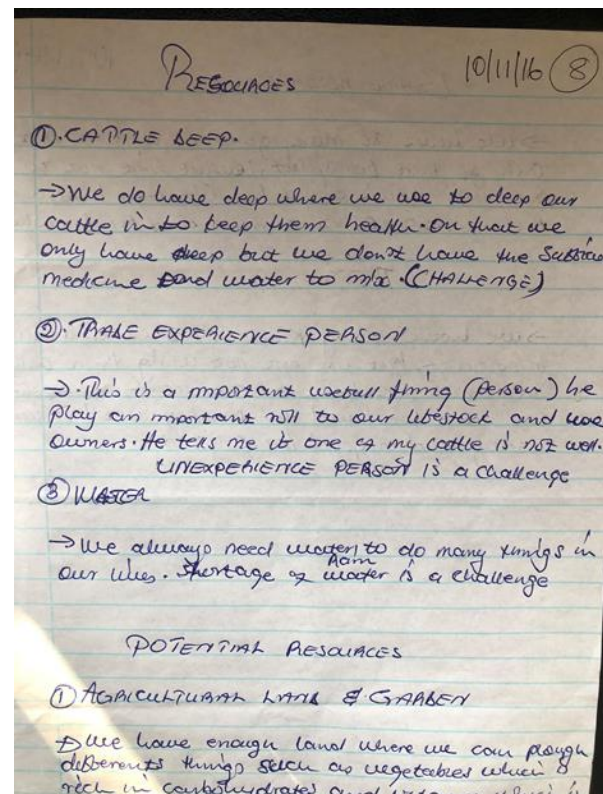 RESOURCES 10/11/16 8
①. CATTLE DEEP.
→ We do have deep where we use to deep our
cattle in to keep them health. On that we
only have deep but we don't have the
medicine and water to mix. (CHALLENGE)
②. TRADE EXPERIENCE PERSON
→. This is a important usefull thing (person) he
play an important roll to our livestock and we
owners. He tells me if one of my cattle is not well.
UNEXPERIENCE PERSON is a challenge
③ WATER
→ We always need water to do many things in
our lives. Shortage of Rain water is a challenge
POTENTIAL RESOURCES
① AGRICULTURAL LAND & GARDEN
→ We have enough land where we can plough
differents things such as vegetables which is
rich in carbohydrates and